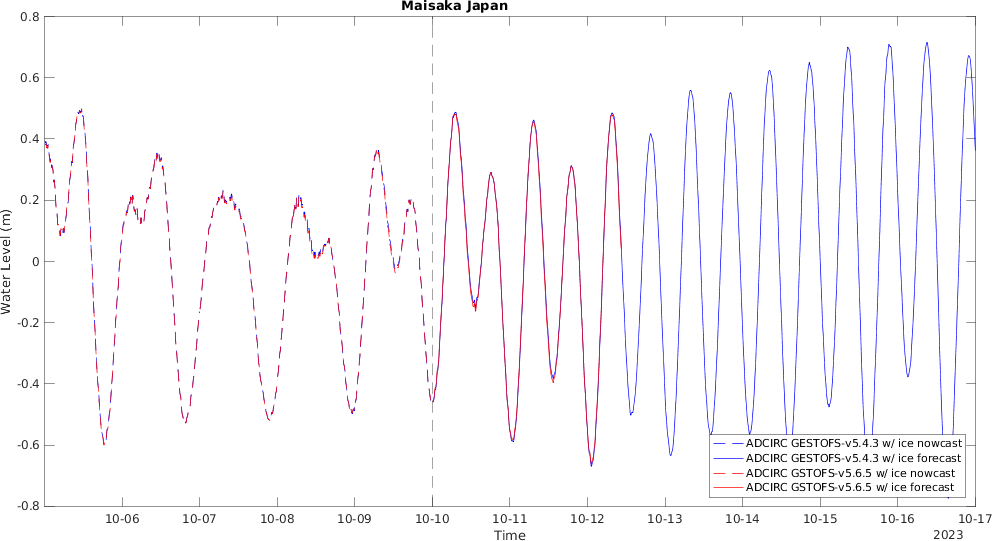 Maisaka Japan
0.8
0.6
0.4
0.2
0
-0.2
-0.4
-0.6
-0.8
Water Level (m)
ADCIRC GESTOFS-v5.4.3 w/ ice nowcast
ADCIRC GESTOFS-v5.4.3 w/ ice forecast
ADCIRC GSTOFS-v5.6.5 w/ ice nowcast
ADCIRC GSTOFS-v5.6.5 w/ ice forecast
10-06 10-07 10-08 10-09 10-10 10-11 10-12 10-13 10-14 10-15 10-16 10-17
Time
2023